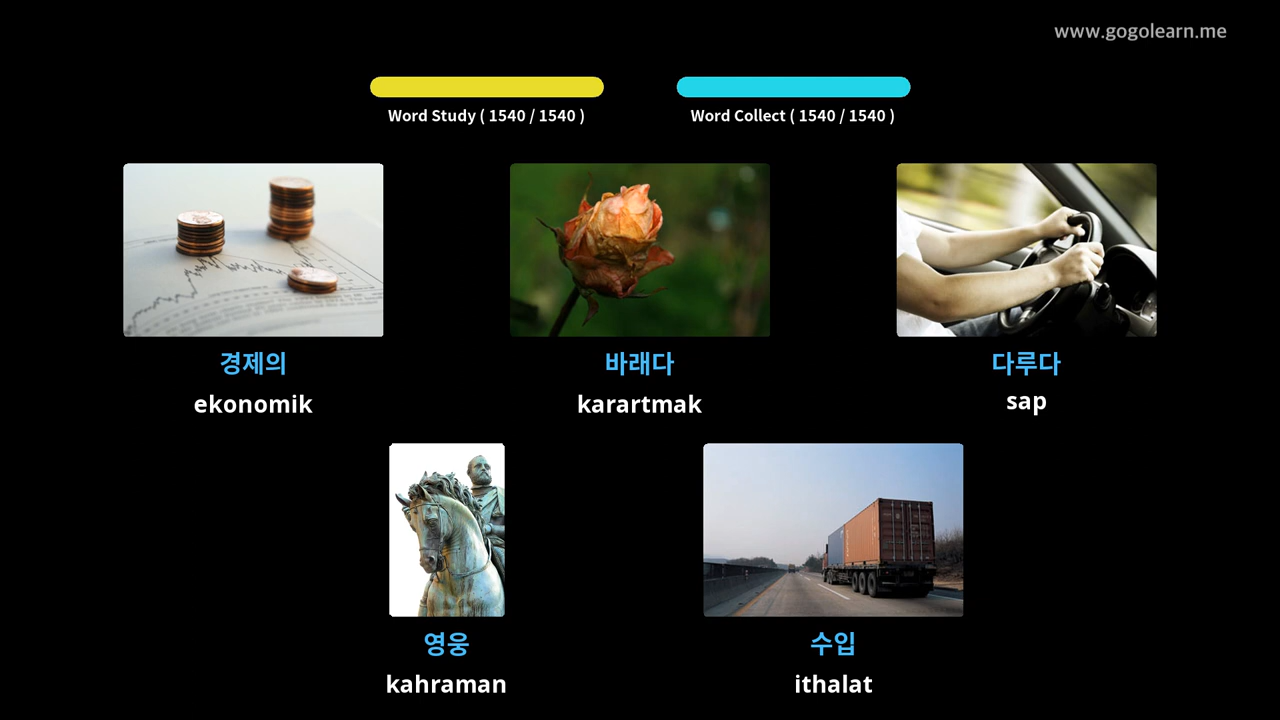 www.gogolearn.me
Word Study ( 1540 / 1540 )
Word Collect ( 1540 / 1540 )
경제의
ekonomik
바래다
karartmak
다루다
sap
영웅
kahraman
수입
ithalat